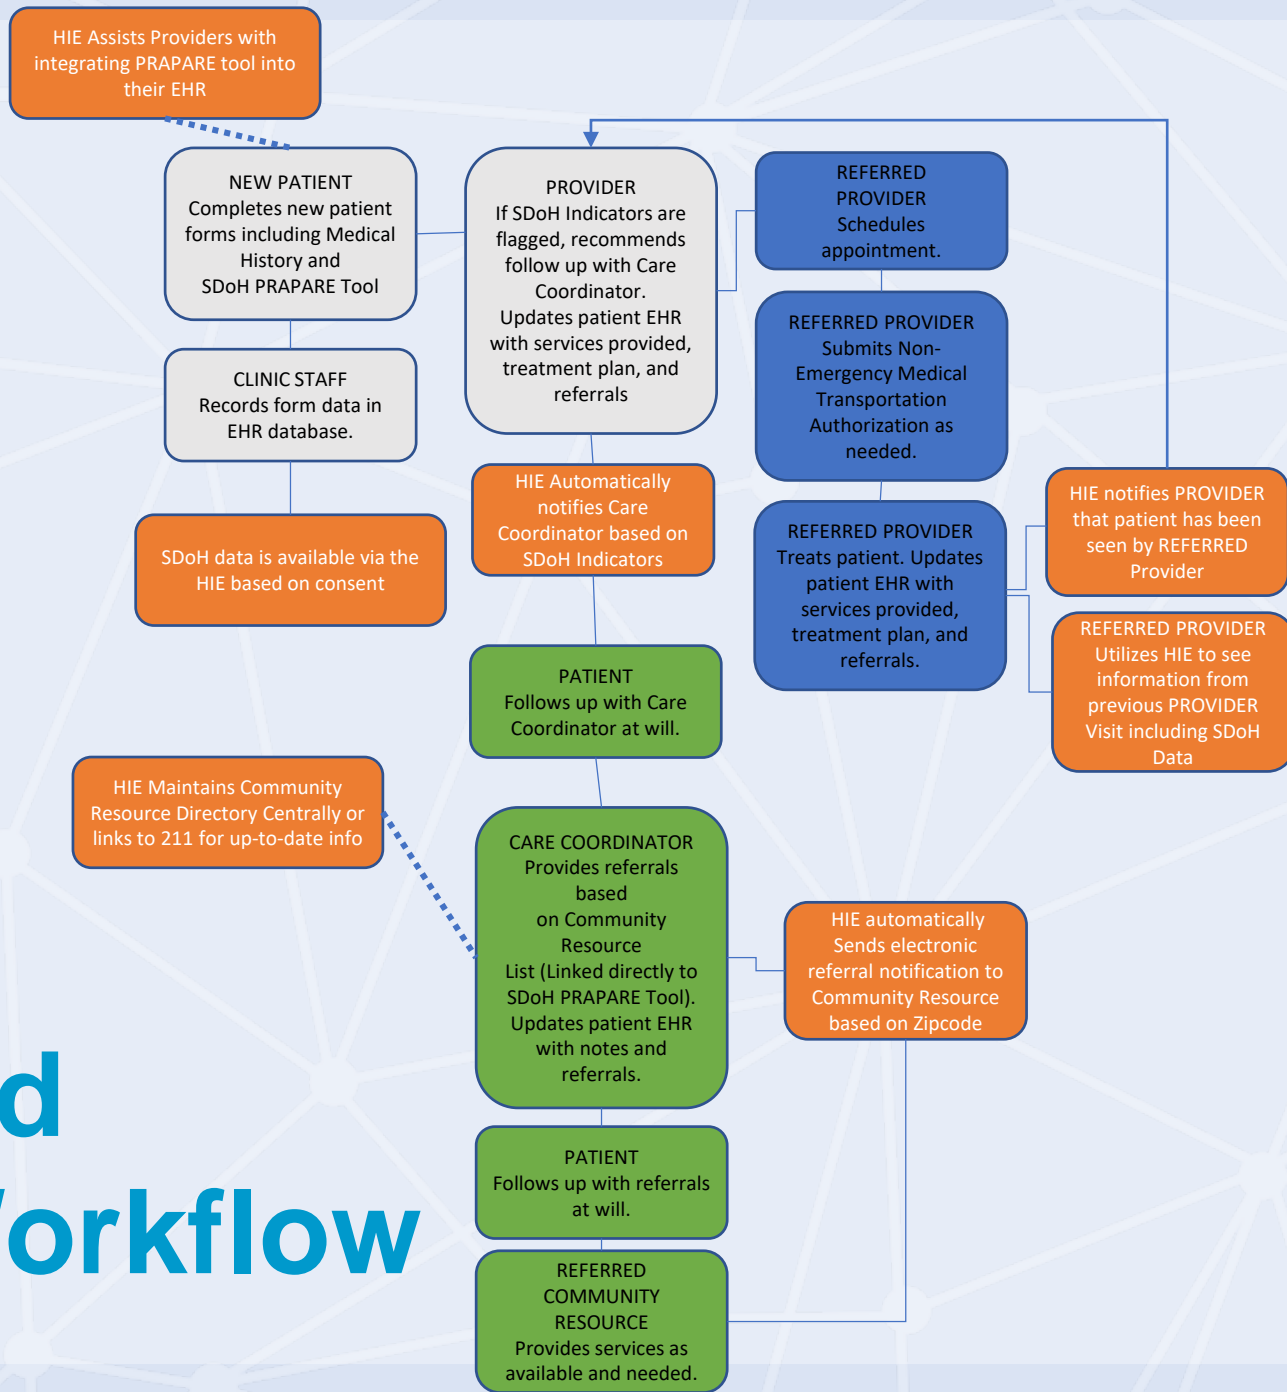 HIE Assists Providers with
integrating PRAPARE tool into
their EHR
NEW PATIENT
Completes new patient
forms including Medical
History and
SDoH PRAPARE Tool
CLINIC STAFF
Records form data in
EHR database.
SDoH data is available via the
HIE based on consent
PROVIDER
If SDoH Indicators are
flagged, recommends
follow up with Care
Coordinator.
Updates patient EHR
with services provided,
treatment plan, and
referrals
REFERRED
PROVIDER
Schedules
appointment.
REFERRED PROVIDER
Submits Non-
Emergency Medical
Transportation
Authorization as
needed.
REFERRED PROVIDER
Treats patient. Updates
patient EHR with
services provided,
treatment plan, and
referrals.
HIE notifies PROVIDER
that patient has been
seen by REFERRED
Provider
REFERRED PROVIDER
Utilizes HIE to see
information from
previous PROVIDER
Visit including SDoH
Data
HIE Automatically
notifies Care
Coordinator based on
SDoH Indicators
PATIENT
Follows up with Care
Coordinator at will.
HIE Maintains Community
Resource Directory Centrally or
links to 211 for up-to-date info
CARE COORDINATOR
Provides referrals
based
on Community
Resource
List (Linked directly to
SDoH PRAPARE Tool).
Updates patient EHR
with notes and
referrals.
HIE automatically
Sends electronic
referral notification to
Community Resource
based on Zipcode
PATIENT
Follows up with referrals
at will.
REFERRED
COMMUNITY
RESOURCE
Provides services as
available and needed.
d
Workflow